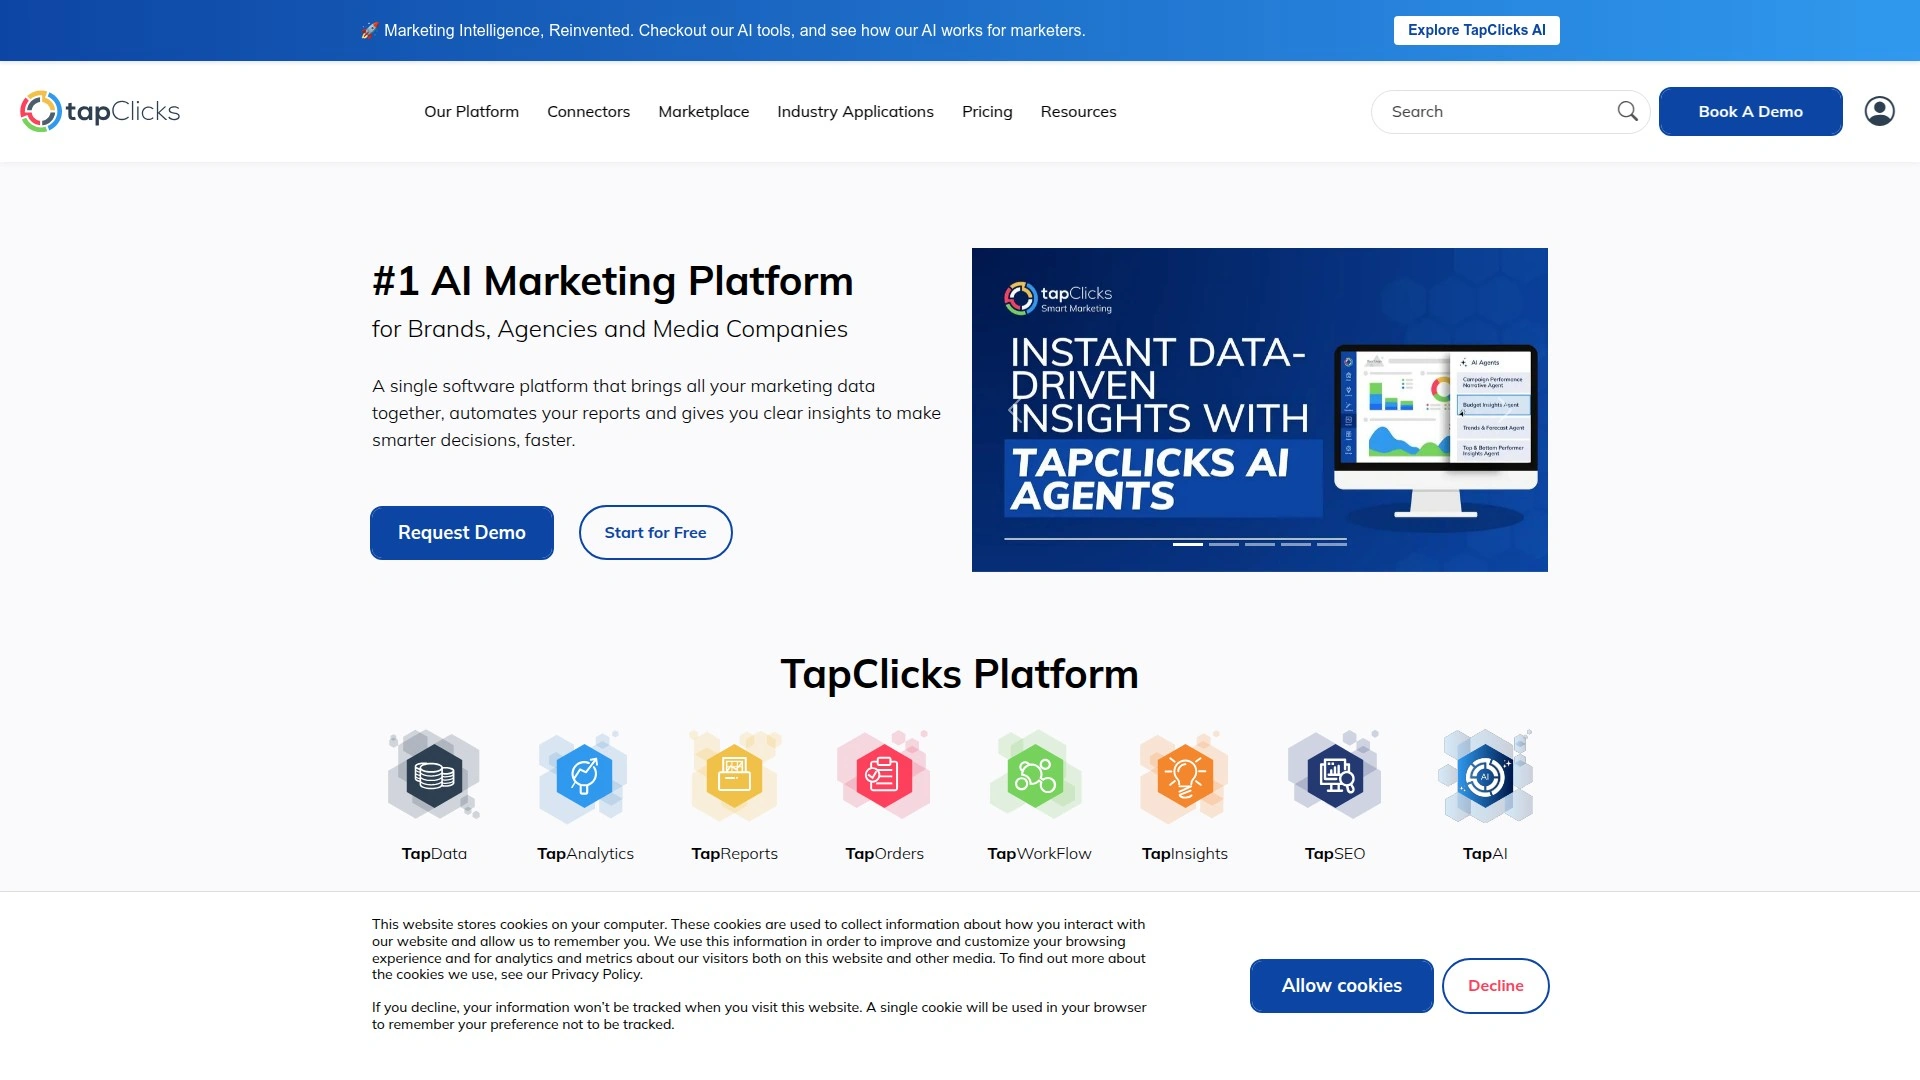 🚀 Marketing Intelligence, Reinvented. Checkout our AI tools, and see how our AI works for marketers.
Explore TapClicks AI
tapClicks
Our Platform
Connectors
Marketplace
Industry Applications
Pricing
Resources
Search
Book A Demo
#1 AI Marketing Platform
for Brands, Agencies and Media Companies
A single software platform that brings all your marketing data
together, automates your reports and gives you clear insights to make
smarter decisions, faster.
Request Demo
Start for Free
tapClicks
Smart Marketing
INSTANT DATA-
DRIVEN
INSIGHTS WITH
TAPCLICKS AI
AGENTS
AI Agents
Campaign Performance
Narrative Agent
Budget Insights Agent
Trends & Forecast Agent
Top & Bottom Performer
Insights Agent
TapClicks Platform
AI
TapData
TapAnalytics
TapReports
TapOrders
TapWorkFlow
TapInsights
TapSEO
TapAI
This website stores cookies on your computer. These cookies are used to collect information about how you interact with
our website and allow us to remember you. We use this information in order to improve and customize your browsing
experience and for analytics and metrics about our visitors both on this website and other media. To find out more about
the cookies we use, see our Privacy Policy.
If you decline, your information won't be tracked when you visit this website. A single cookie will be used in your browser
to remember your preference not to be tracked.
Allow cookies
Decline